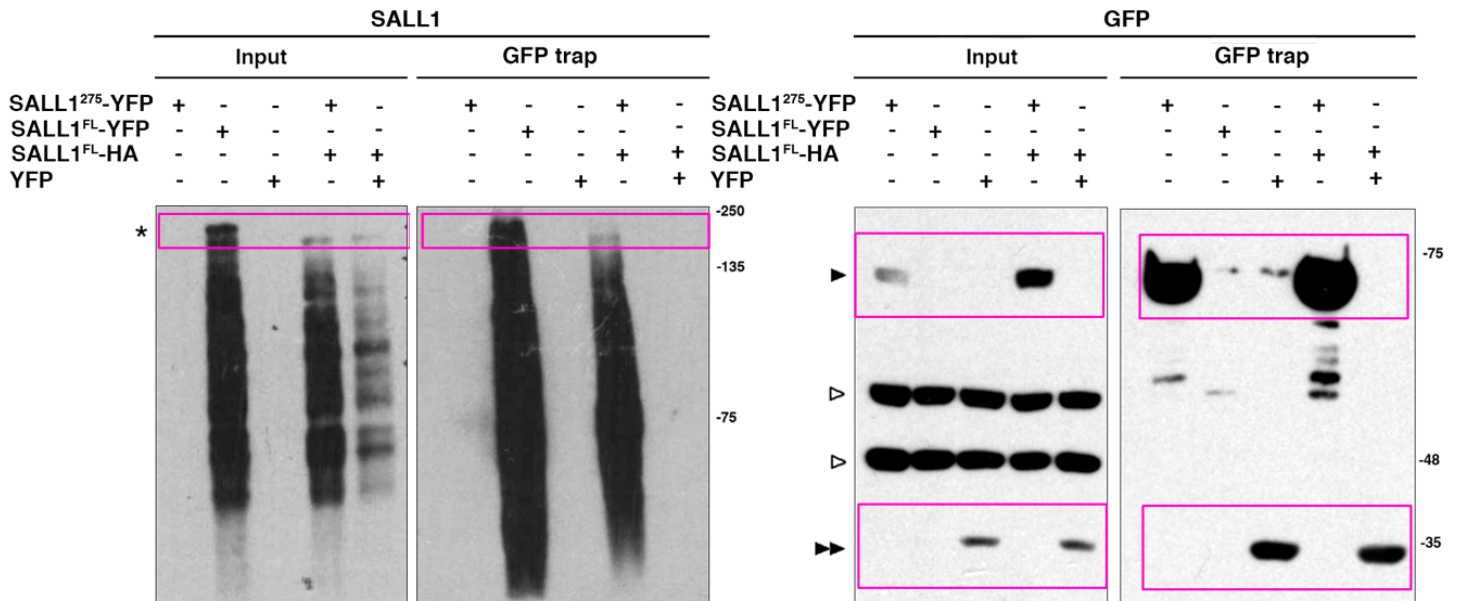 SALL1 GFP
Input GFP trap Input GFP trap
SALL1²⁷⁵-YFP + - - + - + - - + - SALL1²⁷⁵-YFP + - - + - + - - + -
SALL1ᶠᴸ-YFP - + - - - - + - - - SALL1ᶠᴸ-YFP - + - - - - + - - -
SALL1ᶠᴸ-HA - - - + + - - - + + SALL1ᶠᴸ-HA - - - + + - - - + +
YFP - - + - + - - + - + YFP - - + - + - - + - +
-250
*
-75
-135
-75
-48
-35